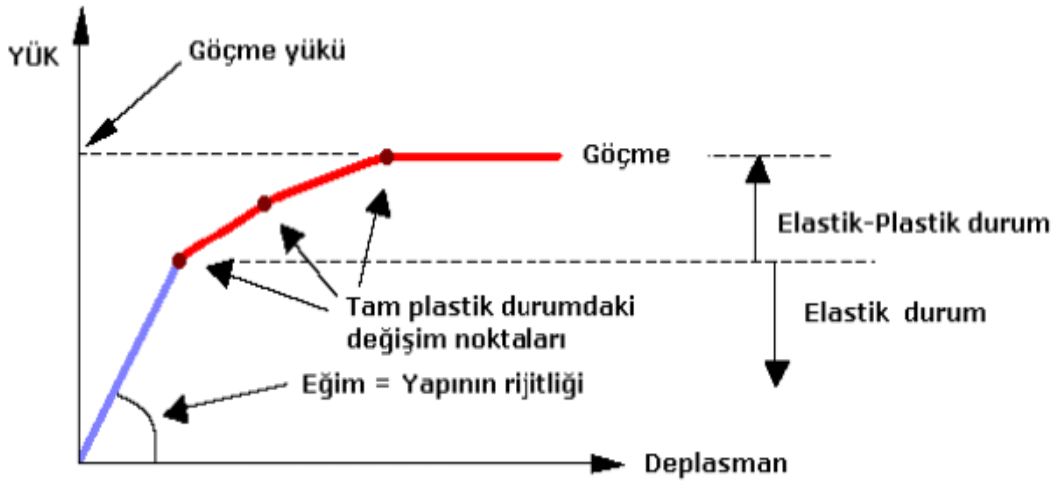 YÜK
Göçme yükü
Göçme
Elastik-Plastik durum
Tam plastik durumdaki
değişim noktaları
Elastik durum
Eğim = Yapının rijitliği
Deplasman